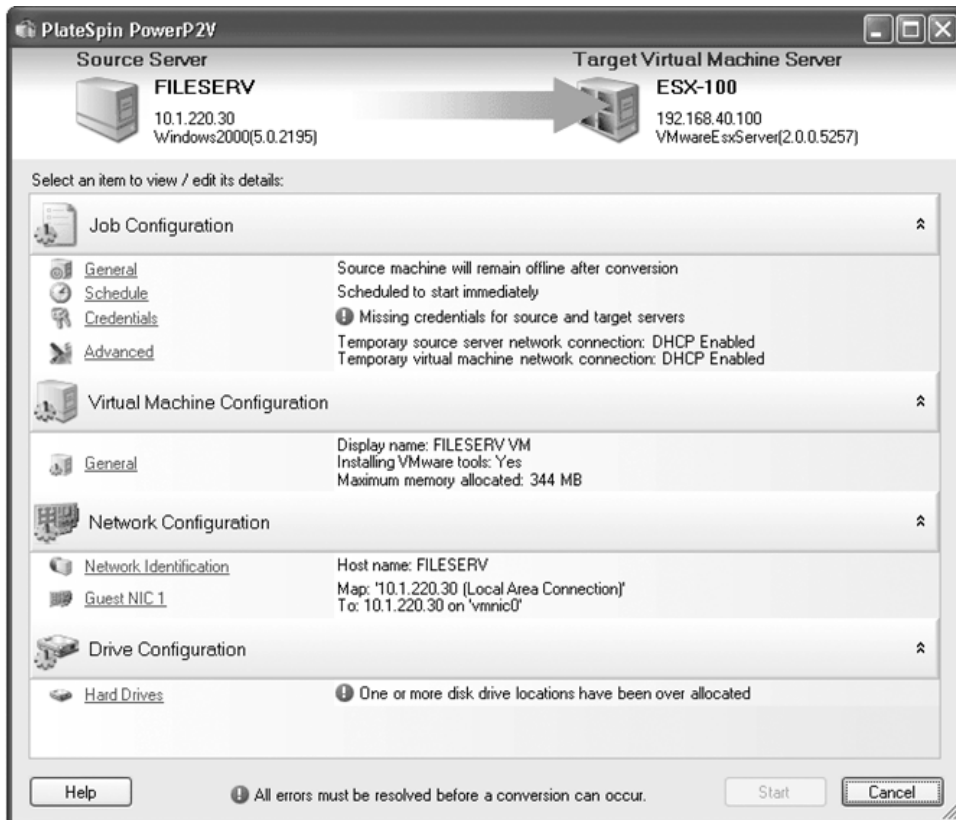 PlateSpin PowerP2V
Source Server
FILESERV
10.1.220.30
Windows2000(5.0.2195)
Target Virtual Machine Server
ESX-100
192.168.40.100
VMwareEsxServer(2.0.0.5257)
Select an item to view / edit its details:
Job Configuration
General Source machine will remain offline after conversion
Schedule Scheduled to start immediately
Credentials Missing credentials for source and target servers
Advanced Temporary source server network connection: DHCP Enabled
Temporary virtual machine network connection: DHCP Enabled
Virtual Machine Configuration
General Display name: FILESERV VM
Installing VMware tools: Yes
Maximum memory allocated: 344 MB
Network Configuration
Network Identification Host name: FILESERV
Guest NIC 1 Map: '10.1.220.30 (Local Area Connection)'
To: 10.1.220.30 on 'vmnic0'
Drive Configuration
Hard Drives One or more disk drive locations have been over allocated
Help All errors must be resolved before a conversion can occur. Start Cancel